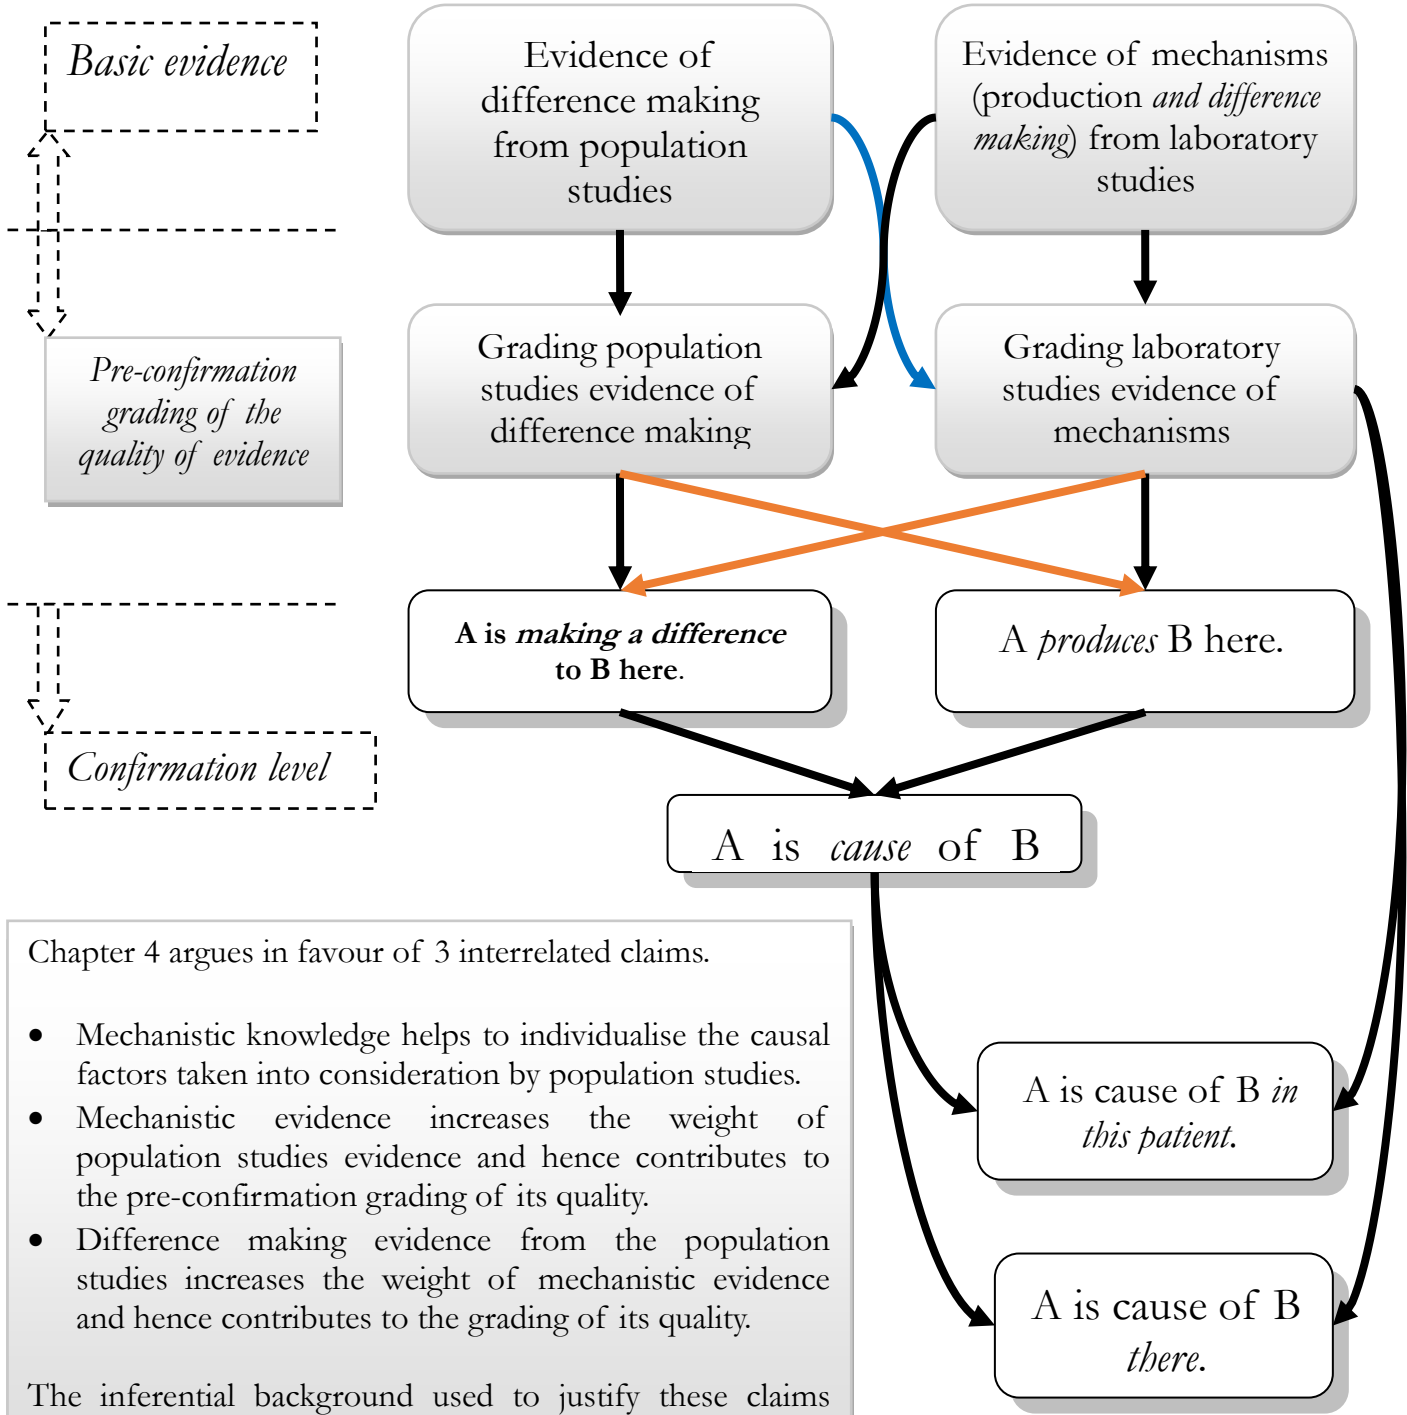 Basic evidence
Evidence of
difference making
from population
studies
Evidence of mechanisms
(production and difference
making) from laboratory
studies
Pre-confirmation
grading of the
quality of evidence
Grading population
studies evidence of
difference making
Grading laboratory
studies evidence of
mechanisms
A is making a difference
to B here.
A produces B here.
Confirmation level
A is cause of B
Chapter 4 argues in favour of 3 interrelated claims.
• Mechanistic knowledge helps to individualise the causal
factors taken into consideration by population studies.
• Mechanistic evidence increases the weight of
population studies evidence and hence contributes to
the pre-confirmation grading of its quality.
• Difference making evidence from the population
studies increases the weight of mechanistic evidence
and hence contributes to the grading of its quality.
The inferential background used to justify these claims
A is cause of B in
this patient.
A is cause of B
there.